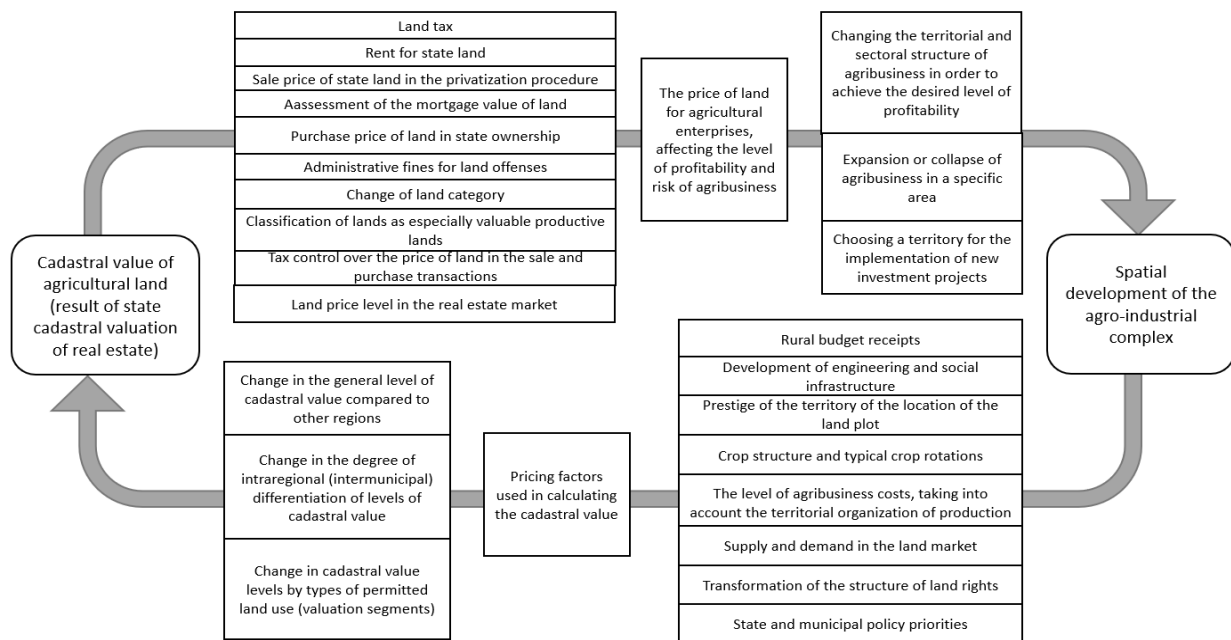 Land tax
Rent for state land
Sale price of state land in the privatization procedure
Aassessment of the mortgage value of land
Purchase price of land in state ownership
Administrative fines for land offenses
Change of land category
Classification of lands as especially valuable productive
lands
Tax control over the price of land in the sale and
purchase transactions
Land price level in the real estate market
The price of land
for agricultural
enterprises,
affecting the level
of profitability and
risk of agribusiness
Changing the territorial and
sectoral structure of
agribusiness in order to
achieve the desired level of
profitability
Expansion or collapse of
agribusiness in a specific
area
Choosing a territory for the
implementation of new
investment projects
Cadastral value of
agricultural land
(result of state
cadastral valuation
of real estate)
Spatial
development of the
agro-industrial
complex
Change in the general level of
cadastral value compared to
other regions
Change in the degree of
intraregional (intermunicipal)
differentiation of levels of
cadastral value
Change in cadastral value
levels by types of permitted
land use (valuation segments)
Pricing factors
used in calculating
the cadastral value
Rural budget receipts
Development of engineering and social
infrastructure
Prestige of the territory of the location of the
land plot
Crop structure and typical crop rotations
The level of agribusiness costs, taking into
account the territorial organization of production
Supply and demand in the land market
Transformation of the structure of land rights
State and municipal policy priorities